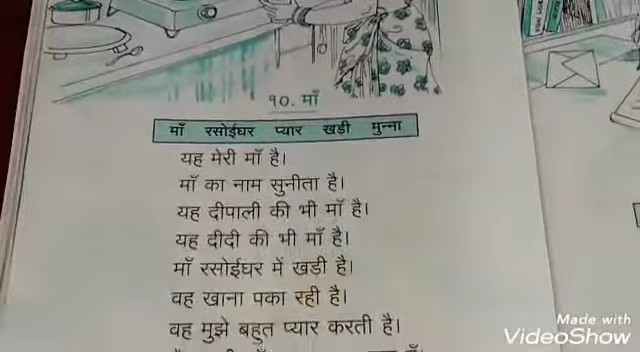 १०. माँ
माँ रसोईघर प्यार खड़ी मुन्ना
यह मेरी माँ है।
माँ का नाम सुनीता है।
यह दीपाली की भी माँ है।
यह दीदी की भी माँ है।
माँ रसोईघर में खड़ी है।
वह खाना पका रही है।
वह मुझे बहुत प्यार करती है।
Made with
VideoShow